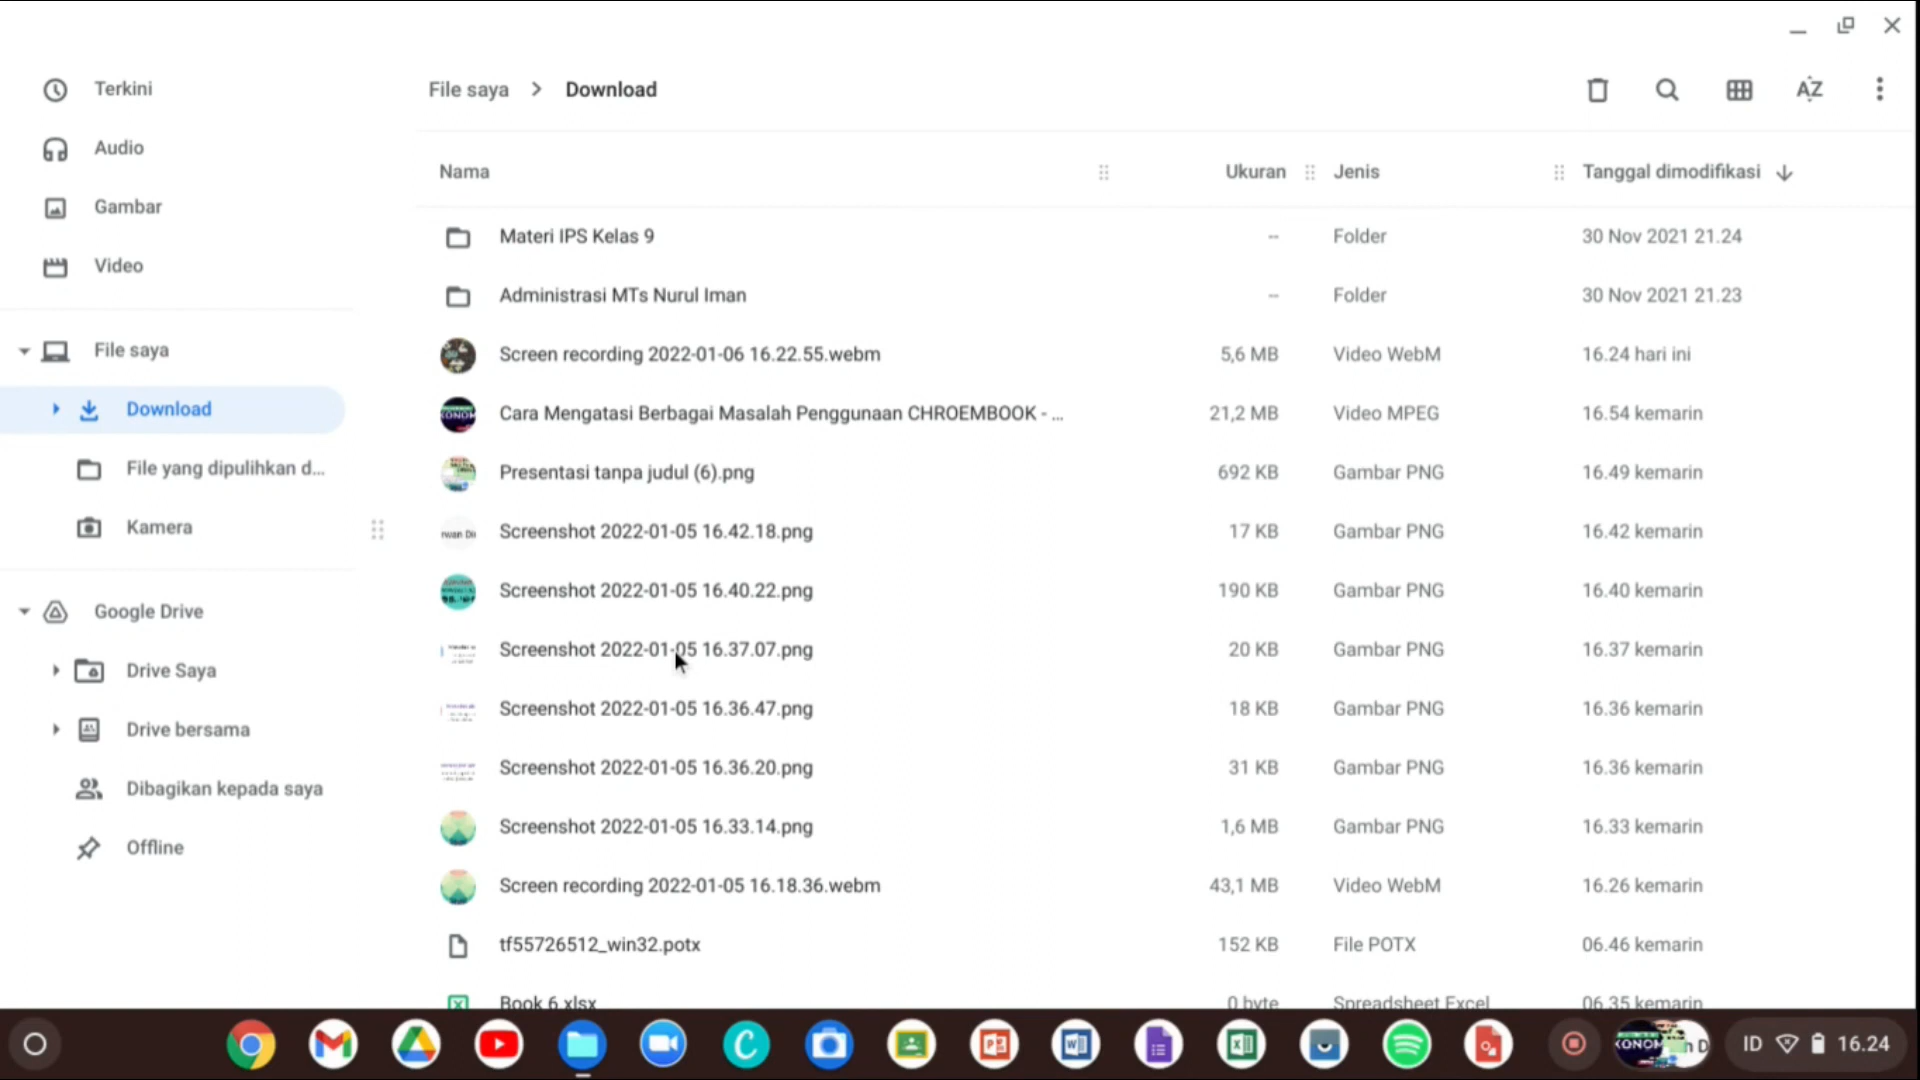 Terkini
Audio
Gambar
Video
File saya
Download
File yang dipulihkan d...
Kamera
Google Drive
Drive Saya
Drive bersama
Dibagikan kepada saya
Offline
File saya > Download
AZ
Nama Ukuran Jenis Tanggal dimodifikasi
Materi IPS Kelas 9 -- Folder 30 Nov 2021 21.24
Administrasi MTs Nurul Iman -- Folder 30 Nov 2021 21.23
Screen recording 2022-01-06 16.22.55.webm 5,6 MB Video WebM 16.24 hari ini
Cara Mengatasi Berbagai Masalah Penggunaan CHROEMBOOK - ... 21,2 MB Video MPEG 16.54 kemarin
Presentasi tanpa judul (6).png 692 KB Gambar PNG 16.49 kemarin
Screenshot 2022-01-05 16.42.18.png 17 KB Gambar PNG 16.42 kemarin
Screenshot 2022-01-05 16.40.22.png 190 KB Gambar PNG 16.40 kemarin
Screenshot 2022-01-05 16.37.07.png 20 KB Gambar PNG 16.37 kemarin
Screenshot 2022-01-05 16.36.47.png 18 KB Gambar PNG 16.36 kemarin
Screenshot 2022-01-05 16.36.20.png 31 KB Gambar PNG 16.36 kemarin
Screenshot 2022-01-05 16.33.14.png 1,6 MB Gambar PNG 16.33 kemarin
Screen recording 2022-01-05 16.18.36.webm 43,1 MB Video WebM 16.26 kemarin
tf55726512_win32.potx 152 KB File POTX 06.46 kemarin
Book 6.xlsx 0 byte Spreadsheet Excel 06.35 kemarin
ID 16.24